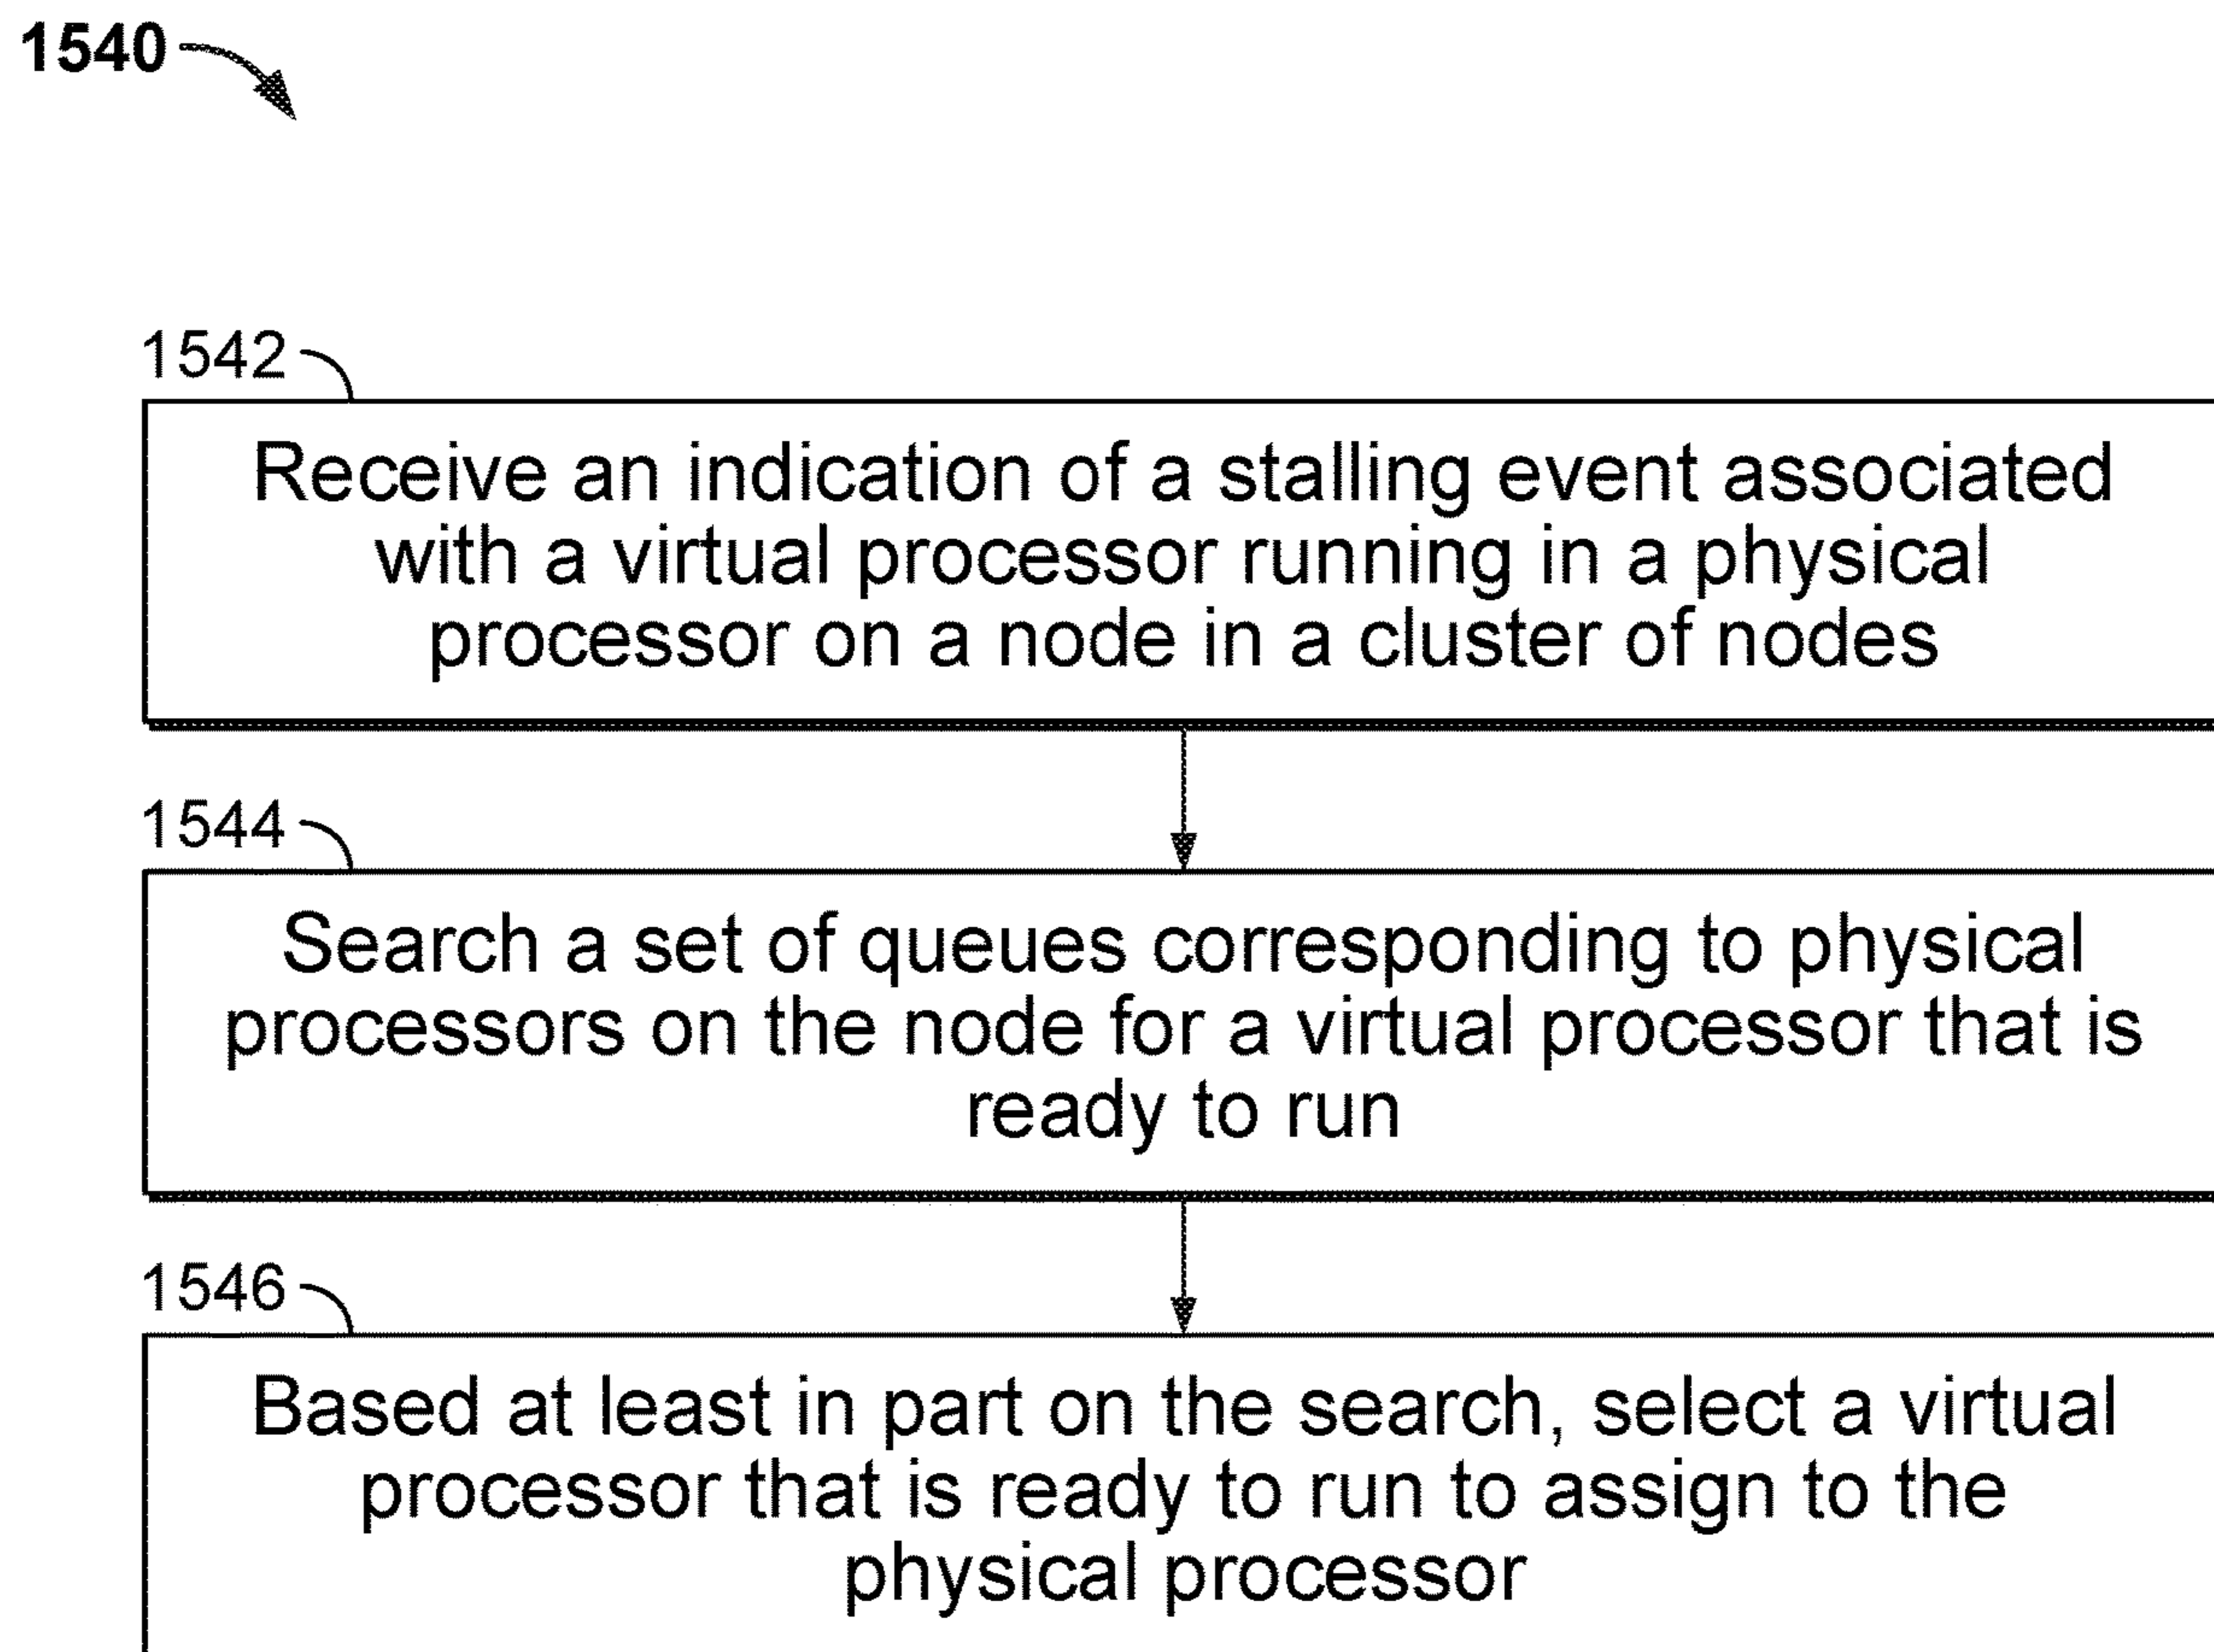 1540
1542
Receive an indication of a stalling event associated
with a virtual processor running in a physical
processor on a node in a cluster of nodes
1544
Search a set of queues corresponding to physical
processors on the node for a virtual processor that is
ready to run
1546
Based at least in part on the search, select a virtual
processor that is ready to run to assign to the
physical processor